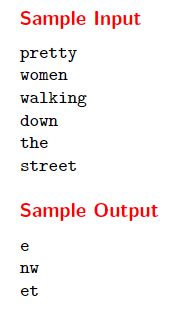 Sample Input
pretty
women
walking
down
the
street
Sample Output
e
nw
et